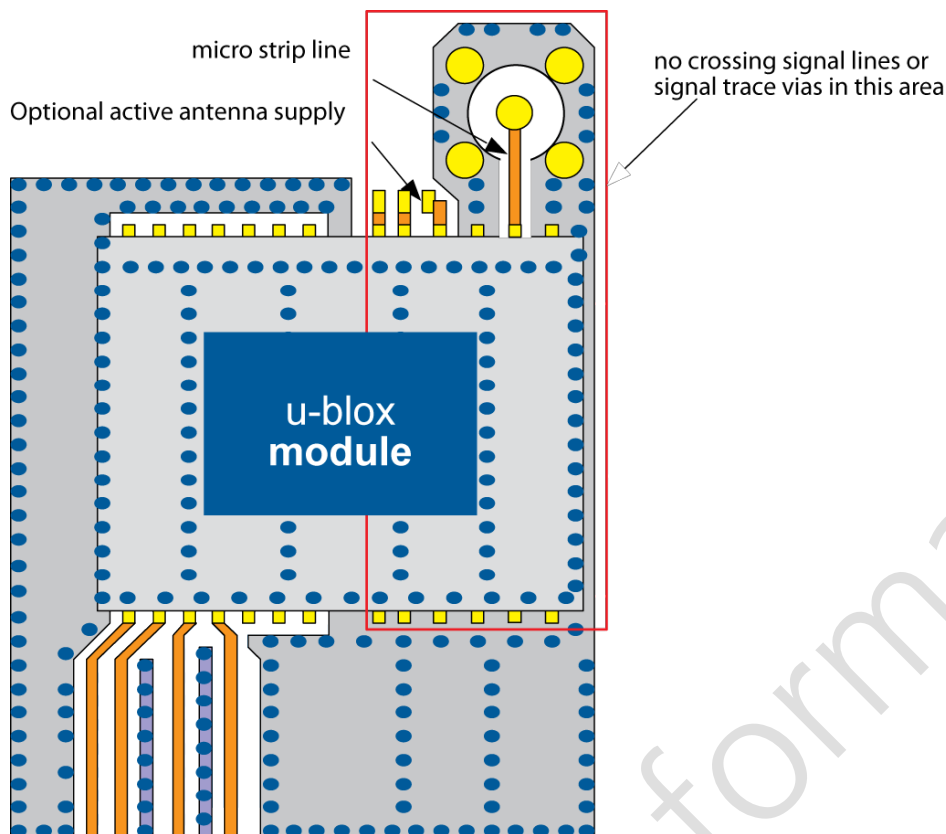 micro strip line
no crossing signal lines or
signal trace vias in this area
Optional active antenna supply
u-blox
module
forma